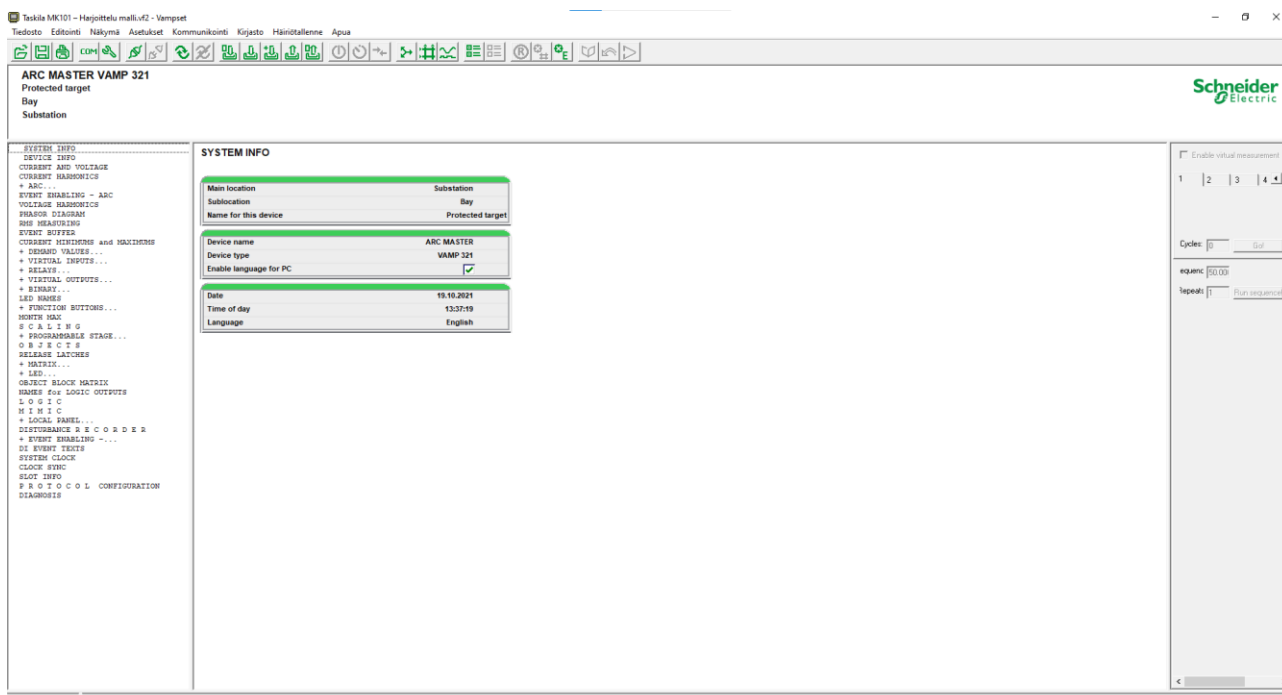 Taskila MK101 – Harjoittelu malli.vf2 - Vampset
Tiedosto Editointi Näkymä Asetukset Kommunikointi Kirjasto Häiriötallenne Apua
COM
ARC MASTER VAMP 321
Protected target
Bay
Substation
Schneider
Electric
SYSTEM INFO
DEVICE INFO
CURRENT AND VOLTAGE
CURRENT HARMONICS
+ ARC...
EVENT ENABLING - ARC
VOLTAGE HARMONICS
PHASOR DIAGRAM
RMS MEASURING
EVENT BUFFER
CURRENT MINIMUMS and MAXIMUMS
+ DEMAND VALUES...
+ VIRTUAL INPUTS...
+ RELAYS...
+ VIRTUAL OUTPUTS...
+ BINARY...
LED NAMES
+ FUNCTION BUTTONS...
MONTH MAX
S C A L I N G
+ PROGRAMMABLE STAGE...
O B J E C T S
RELEASE LATCHES
+ MATRIX...
+ LED...
OBJECT BLOCK MATRIX
NAMES for LOGIC OUTPUTS
L O G I C
M I M I C
+ LOCAL PANEL...
DISTURBANCE R E C O R D E R
+ EVENT ENABLING -...
DI EVENT TEXTS
SYSTEM CLOCK
CLOCK SYNC
SLOT INFO
P R O T O C O L CONFIGURATION
DIAGNOSIS
SYSTEM INFO
Main location Substation
Sublocation Bay
Name for this device Protected target
Device name ARC MASTER
Device type VAMP 321
Enable language for PC
Date 19.10.2021
Time of day 13:37:19
Language English
Enable virtual measurement
1 2 3 4
Cycles: 0 Go!
equenc 50.00
Repeats 1 Run sequence